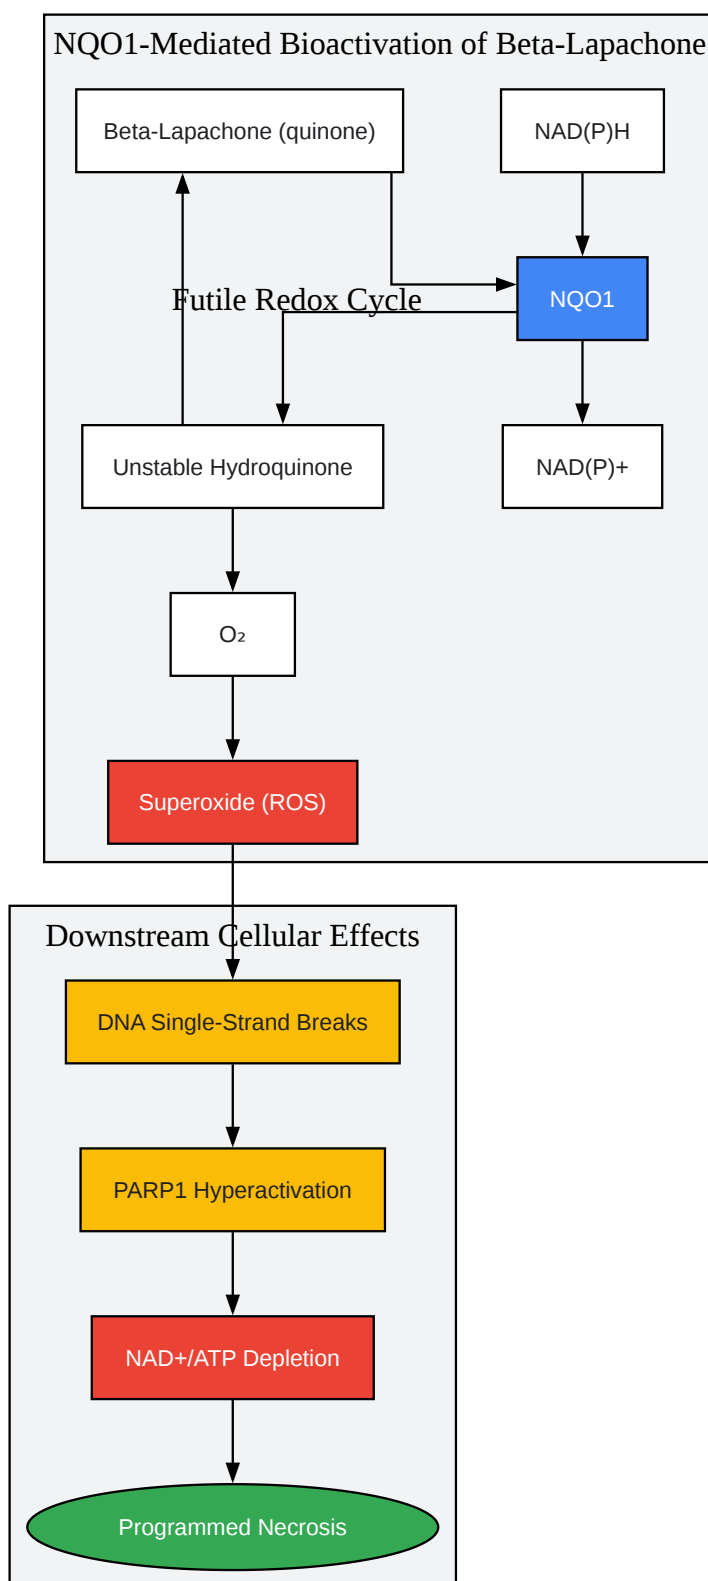 NQO1-Mediated Bioactivation of Beta-Lapachone
Beta-Lapachone (quinone)
NAD(P)H
NQO1
Futile Redox Cycle
Unstable Hydroquinone
NAD(P)+
O₂
Superoxide (ROS)
Downstream Cellular Effects
DNA Single-Strand Breaks
PARP1 Hyperactivation
NAD+/ATP Depletion
Programmed Necrosis